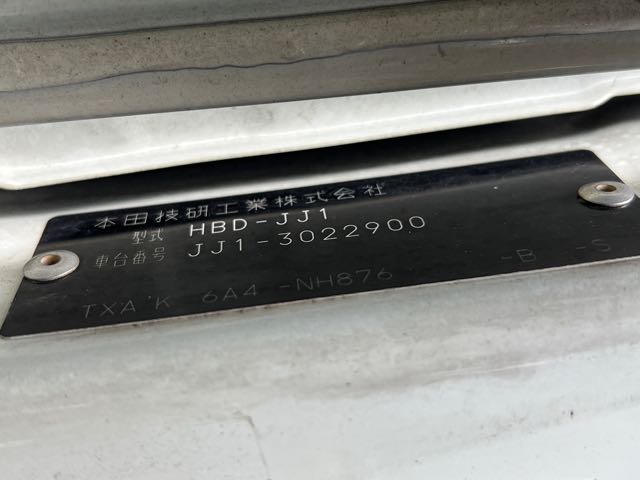 本田技研工業株式会社
型式 HBD-JJ1
車台番号 JJ1-3022900
TXA'K 6A4 -NH876 -B -S